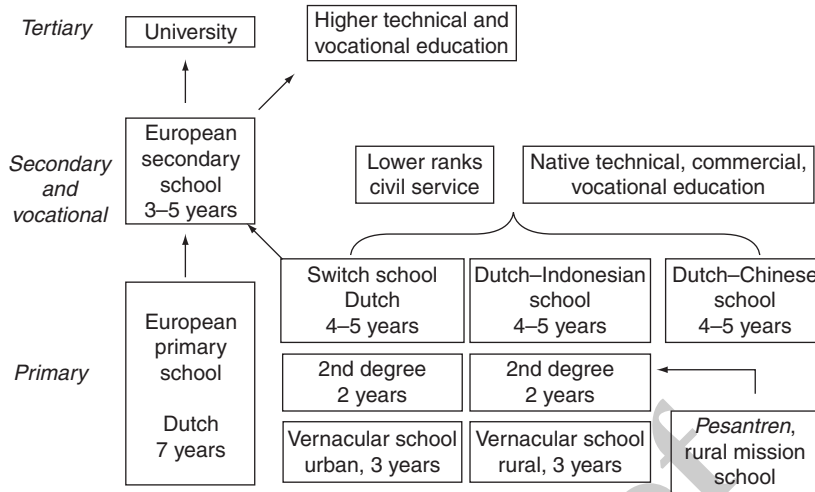 Tertiary
University
Higher technical and
vocational education
Secondary
and
vocational
European
secondary
school
3–5 years
Lower ranks
civil service
Native technical, commercial,
vocational education
Primary
European
primary
school
Dutch
7 years
Switch school
Dutch
4–5 years
Dutch–Indonesian
school
4–5 years
Dutch–Chinese
school
4–5 years
2nd degree
2 years
2nd degree
2 years
Vernacular school
urban, 3 years
Vernacular school
rural, 3 years
Pesantren,
rural mission
school